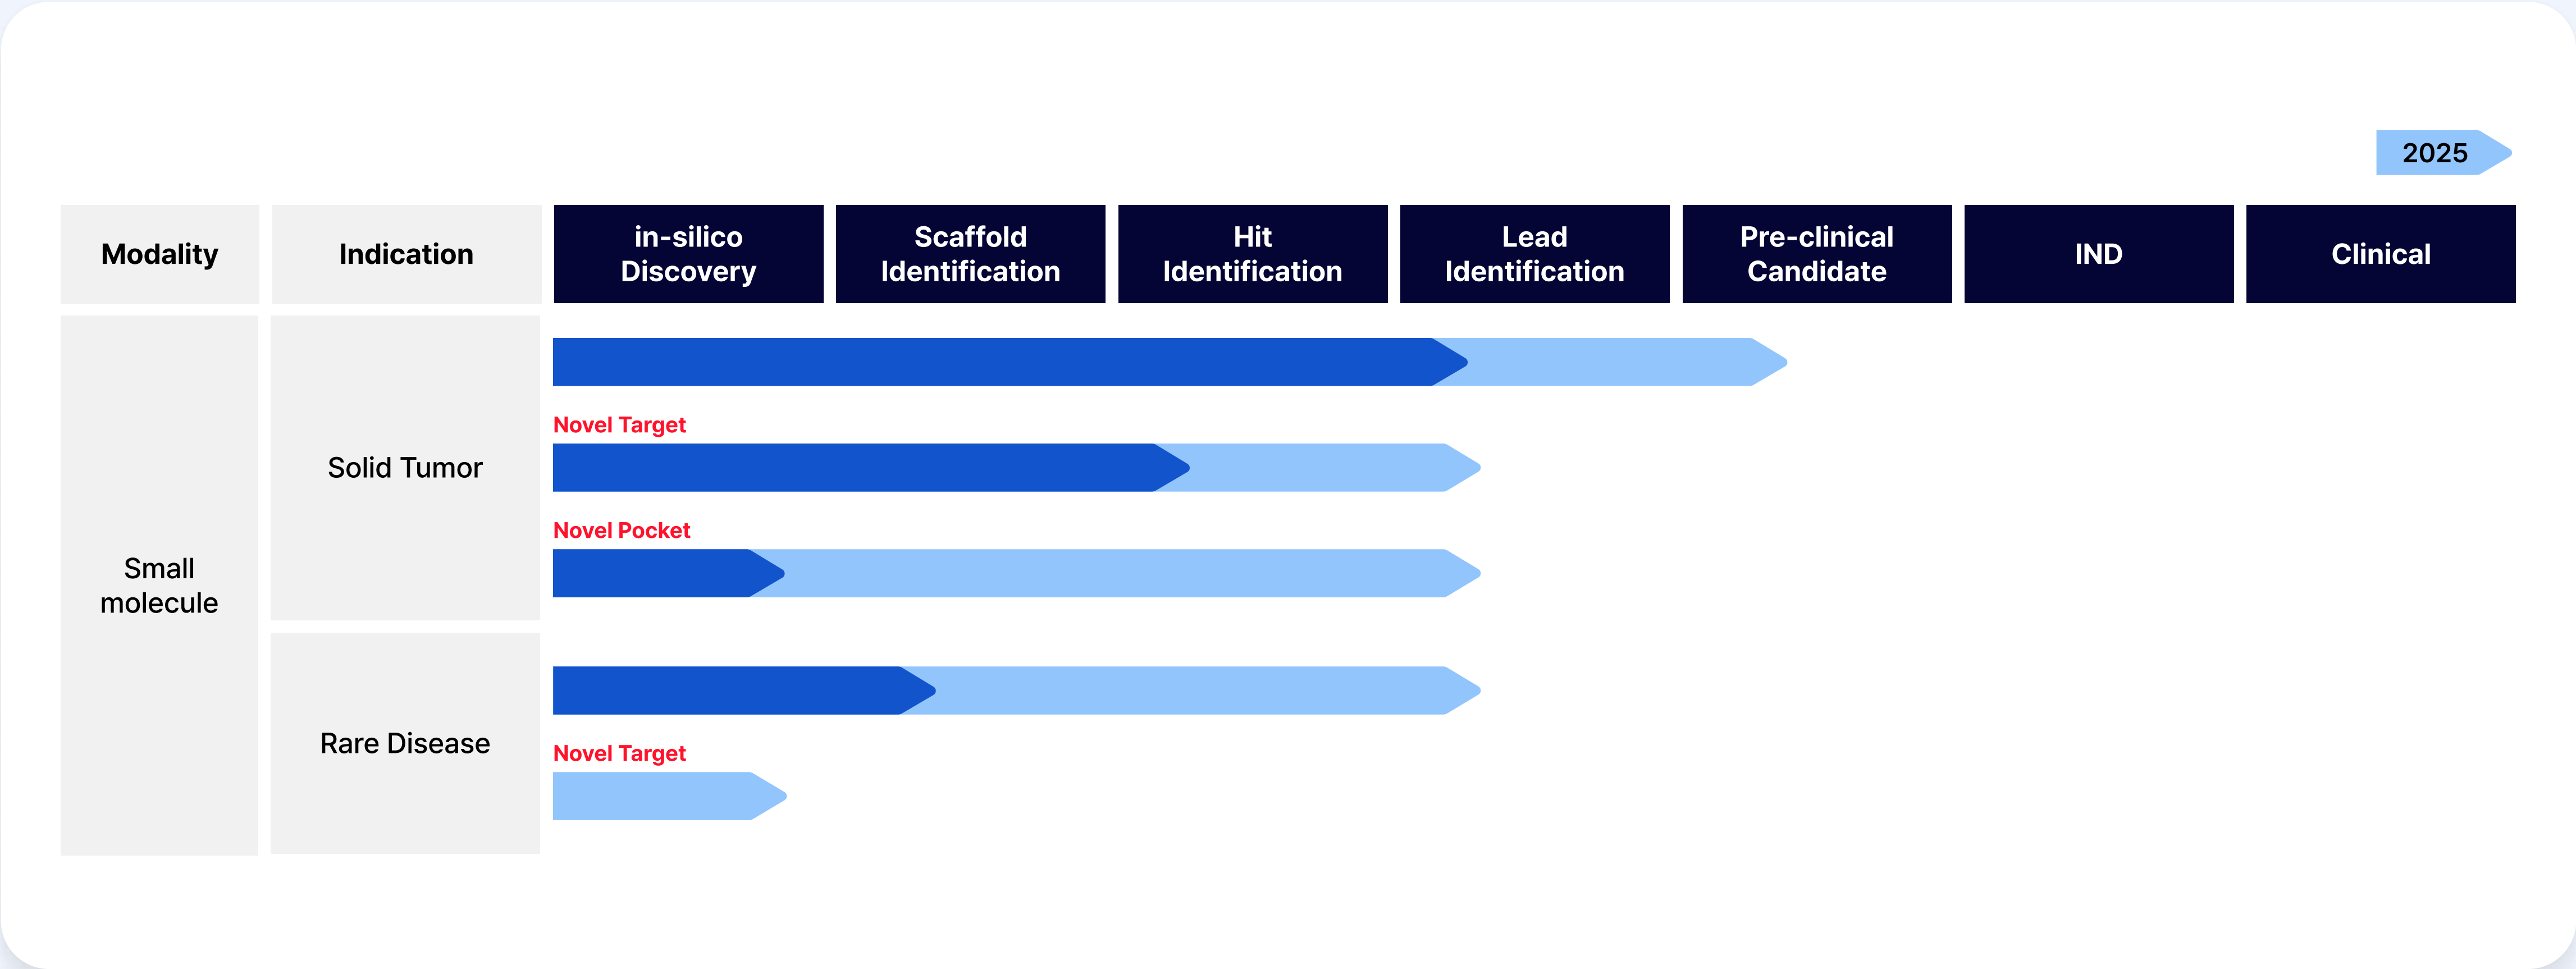 2025
Modality
Indication
in-silico
Discovery
Scaffold
Identification
Hit
Identification
Lead
Identification
Pre-clinical
Candidate
IND
Clinical
Small
molecule
Solid Tumor
Novel Target
Novel Pocket
Rare Disease
Novel Target